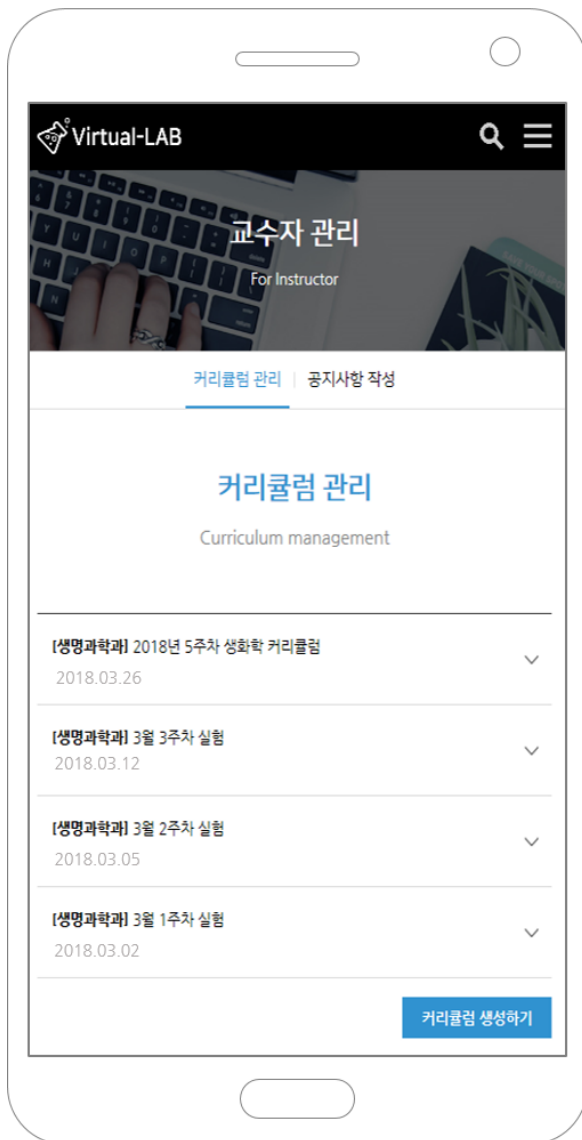 Virtual-LAB
교수자 관리
For Instructor
커리큘럼 관리 | 공지사항 작성
커리큘럼 관리
Curriculum management
[생명과학과] 2018년 5주차 생화학 커리큘럼
2018.03.26
[생명과학과] 3월 3주차 실험
2018.03.12
[생명과학과] 3월 2주차 실험
2018.03.05
[생명과학과] 3월 1주차 실험
2018.03.02
커리큘럼 생성하기